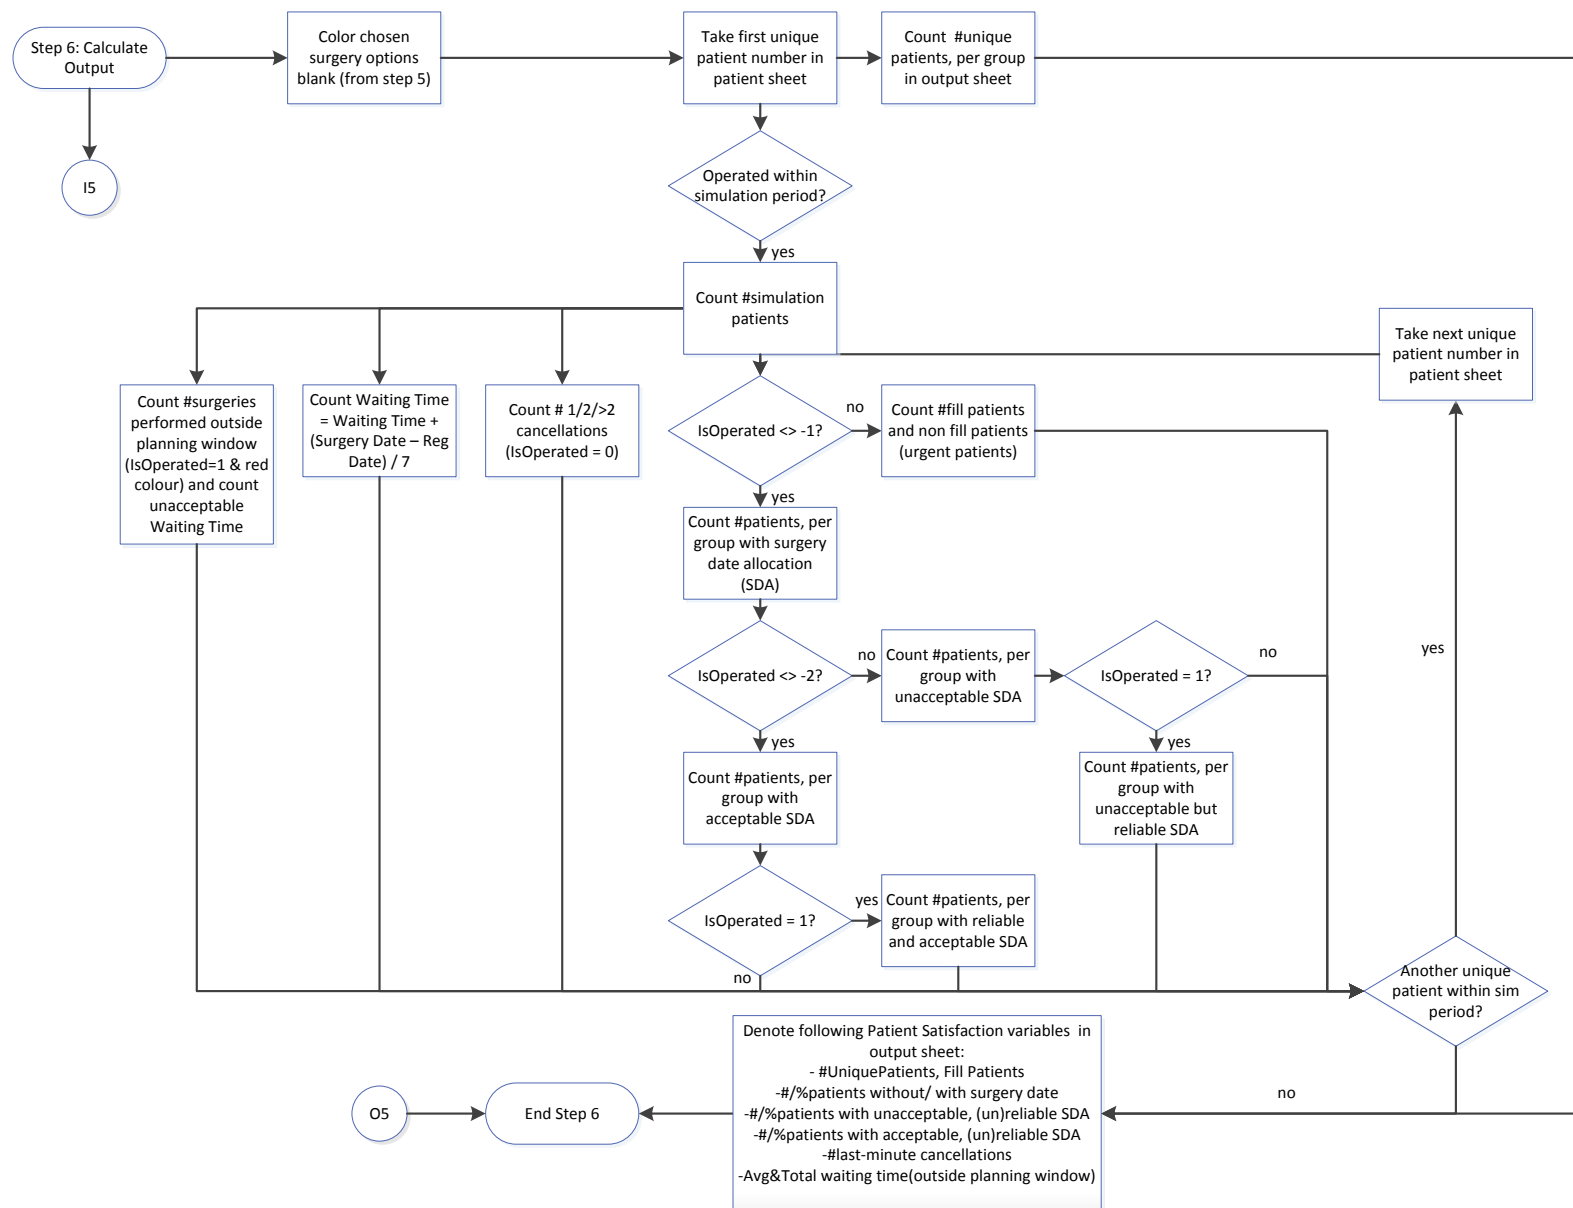 Step 6: Calculate
Output
Color chosen
surgery options
blank (from step 5)
Take first unique
patient number in
patient sheet
Count  #unique
patients, per group
in output sheet
I5
Operated within
simulation period?
yes
Count #simulation
patients
Take next unique
patient number in
patient sheet
Count #surgeries
performed outside
planning window
(IsOperated=1 & red
colour) and count
unacceptable
Waiting Time
Count Waiting Time
= Waiting Time +
(Surgery Date – Reg
Date) / 7
Count # 1/2/>2
cancellations
(IsOperated = 0)
IsOperated <> -1?
no
Count #fill patients
and non fill patients
(urgent patients)
yes
Count #patients, per
group with surgery
date allocation
(SDA)
IsOperated <> -2?
no
Count #patients, per
group with
unacceptable SDA
IsOperated = 1?
no
yes
yes
Count #patients, per
group with
acceptable SDA
yes
Count #patients, per
group with
unacceptable but
reliable SDA
IsOperated = 1?
yes
Count #patients, per
group with reliable
and acceptable SDA
no
Another unique
patient within sim
period?
Denote following Patient Satisfaction variables  in
output sheet:
- #UniquePatients, Fill Patients
-#/%patients without/ with surgery date
-#/%patients with unacceptable, (un)reliable SDA
-#/%patients with acceptable, (un)reliable SDA
-#last-minute cancellations
-Avg&Total waiting time(outside planning window)
no
O5
End Step 6